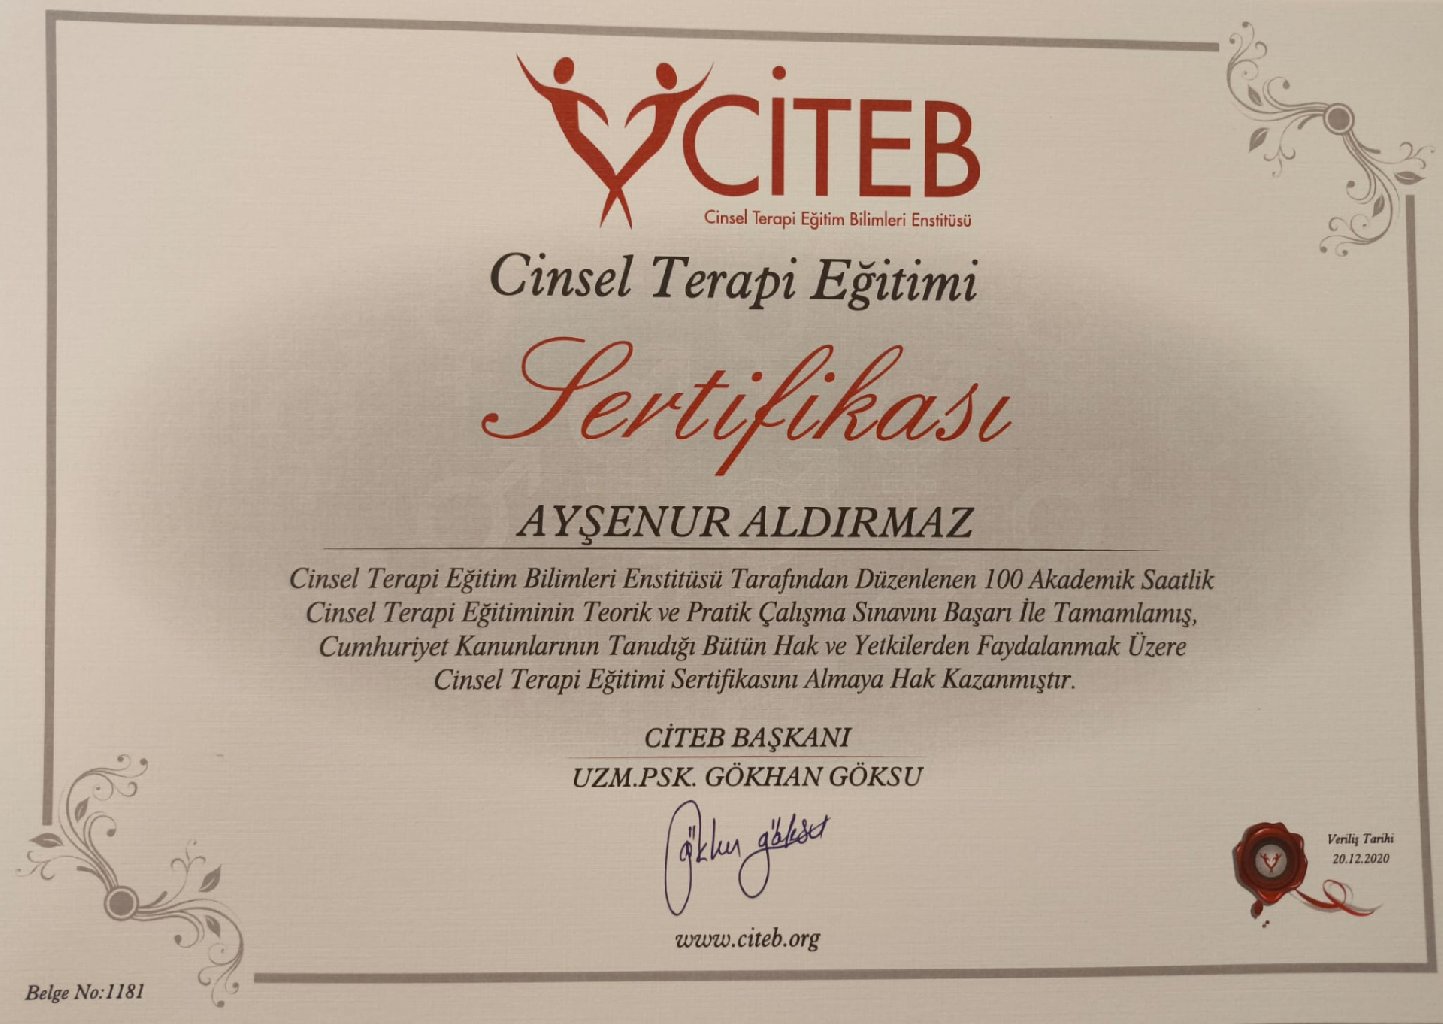 CİTEB
Cinsel Terapi Eğitim Bilimleri Enstitüsü
Cinsel Terapi Eğitimi
Sertifikası
AYŞENUR ALDIRMAZ
Cinsel Terapi Eğitim Bilimleri Enstitüsü Tarafından Düzenlenen 100 Akademik Saatlik
Cinsel Terapi Eğitiminin Teorik ve Pratik Çalışma Sınavını Başarı İle Tamamlamış,
Cumhuriyet Kanunlarının Tanıdığı Bütün Hak ve Yetkilerden Faydalanmak Üzere
Cinsel Terapi Eğitimi Sertifikasını Almaya Hak Kazanmıştır.
CİTEB BAŞKANI
UZM.PSK. GÖKHAN GÖKSU
Gökhan göksu
www.citeb.org
Veriliş Tarihi
20.12.2020
Belge No:1181